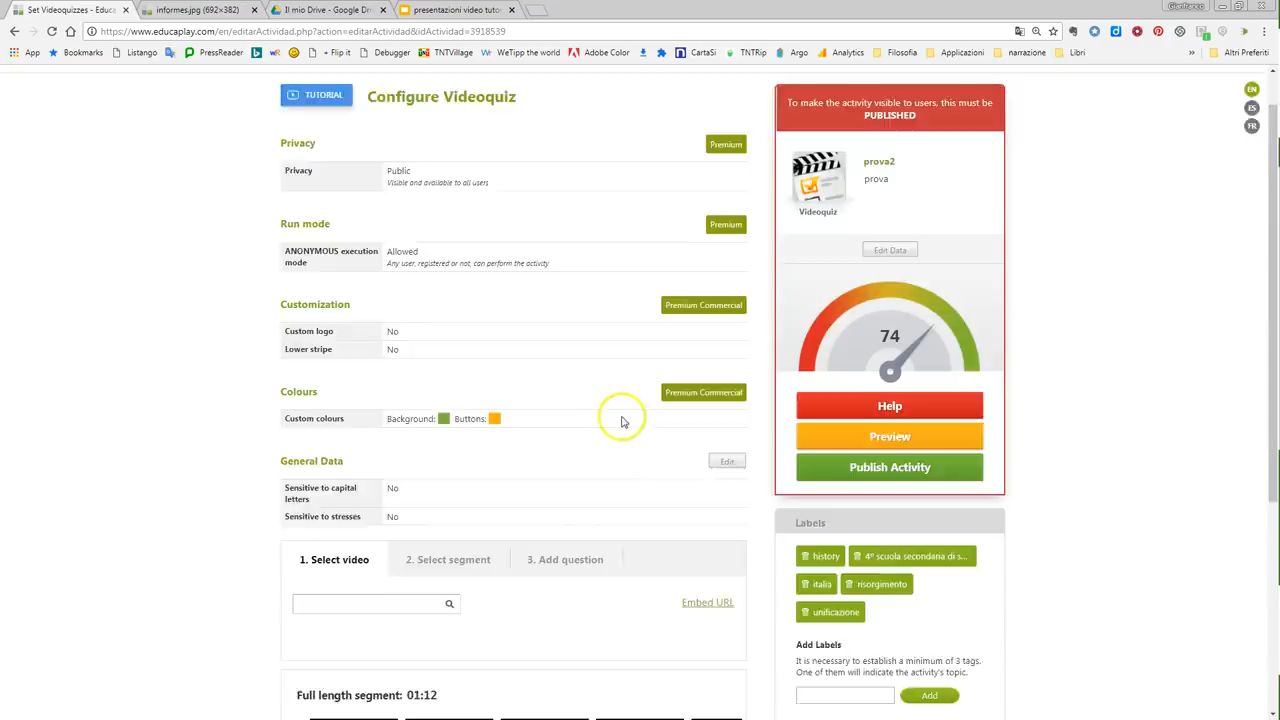 Set Videoquizzes - Educa
informes.jpg (692×382)
Il mio Drive - Google Dri
presentazioni video tutor
Gianfranco
https://www.educaplay.com/en/editarActividad.php?action=editarActividad&idActividad=3918539
App Bookmarks Listango PressReader WR + Flip it Debugger TNTVillage WeTipp the world Adobe Color CartaSi TNTRip Argo Analytics Filosofia Applicazioni narrazione Libri » Altri Preferiti
TUTORIAL
Configure Videoquiz
Privacy
Premium
Privacy
Public
Visible and available to all users
Run mode
Premium
ANONYMOUS execution
mode
Allowed
Any user, registered or not, can perform the activity
Customization
Premium Commercial
Custom logo
No
Lower stripe
No
Colours
Premium Commercial
Custom colours
Background: Buttons:
General Data
Edit
Sensitive to capital
letters
No
Sensitive to stresses
No
1. Select video
2. Select segment
3. Add question
Embed URL
Full length segment: 01:12
To make the activity visible to users, this must be
PUBLISHED
prova2
prova
Videoquiz
Edit Data
74
Help
Preview
Publish Activity
Labels
history
4º scuola secondaria di s...
italia
risorgimento
unificazione
Add Labels
It is necessary to establish a minimum of 3 tags.
One of them will indicate the activity's topic.
Add
EN
ES
FR